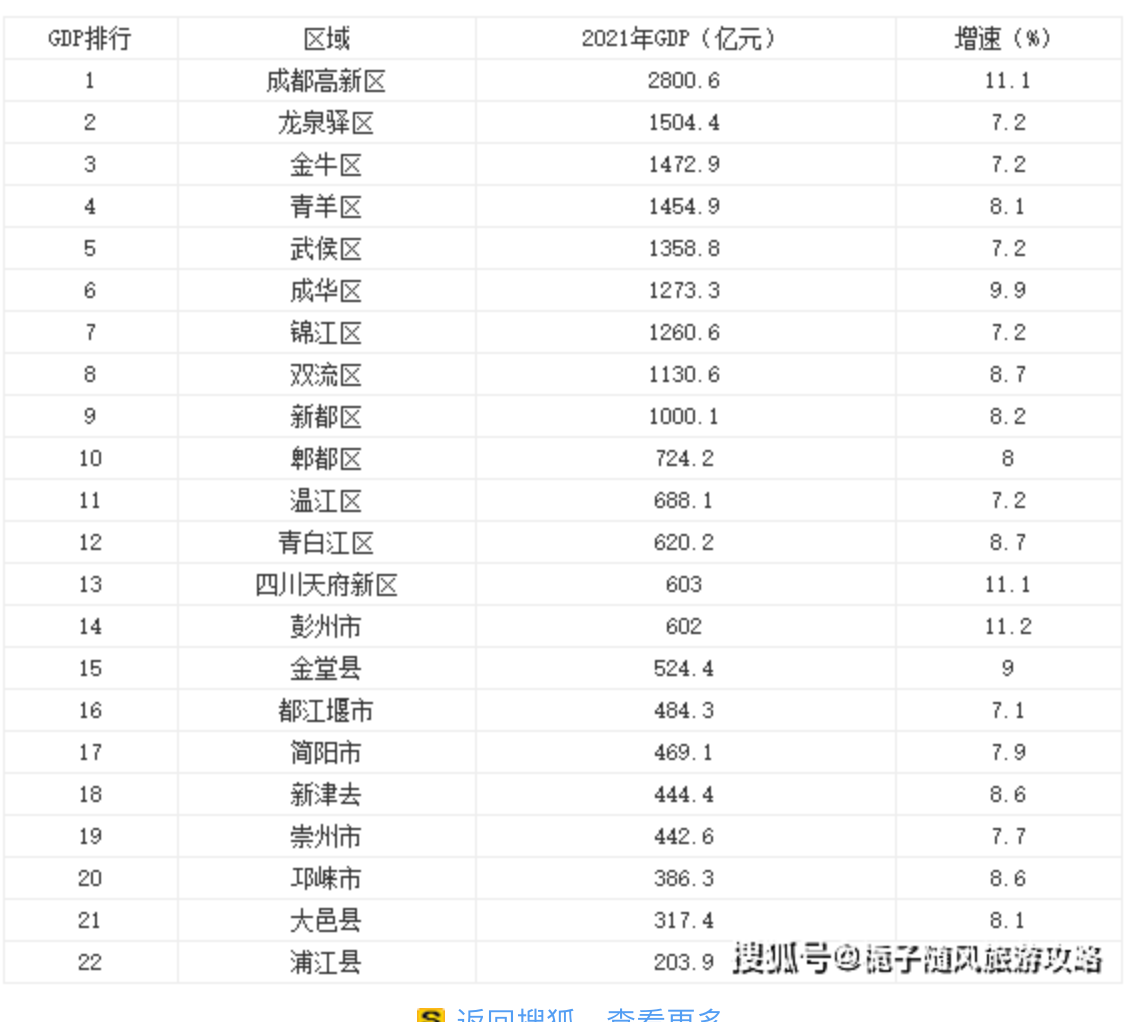 GDP排行 区域 2021年GDP（亿元） 增速（%）
1 成都高新区 2800.6 11.1
2 龙泉驿区 1504.4 7.2
3 金牛区 1472.9 7.2
4 青羊区 1454.9 8.1
5 武侯区 1358.8 7.2
6 成华区 1273.3 9.9
7 锦江区 1260.6 7.2
8 双流区 1130.6 8.7
9 新都区 1000.1 8.2
10 郫都区 724.2 8
11 温江区 688.1 7.2
12 青白江区 620.2 8.7
13 四川天府新区 603 11.1
14 彭州市 602 11.2
15 金堂县 524.4 9
16 都江堰市 484.3 7.1
17 简阳市 469.1 7.9
18 新津去 444.4 8.6
19 崇州市 442.6 7.7
20 邛崃市 386.3 8.6
21 大邑县 317.4 8.1
22 浦江县 203.9
搜狐号@栀子随风旅游攻略
S 返回搜狐，查看更多